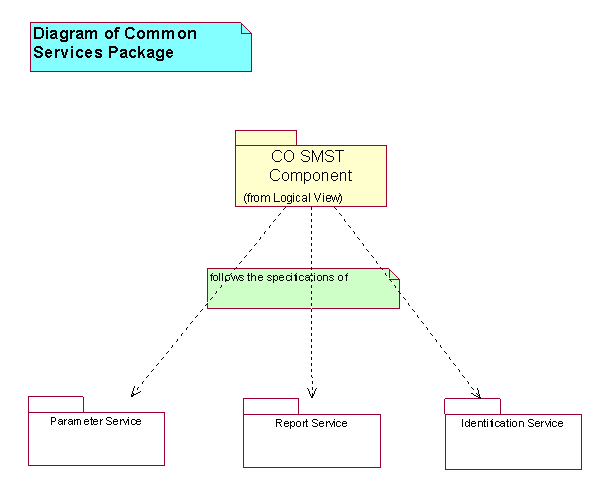 Diagram of Common
Services Package
CO SMST
Component
(from Logical View)
follows the specifications of
Parameter Service
Report Service
Identification Service